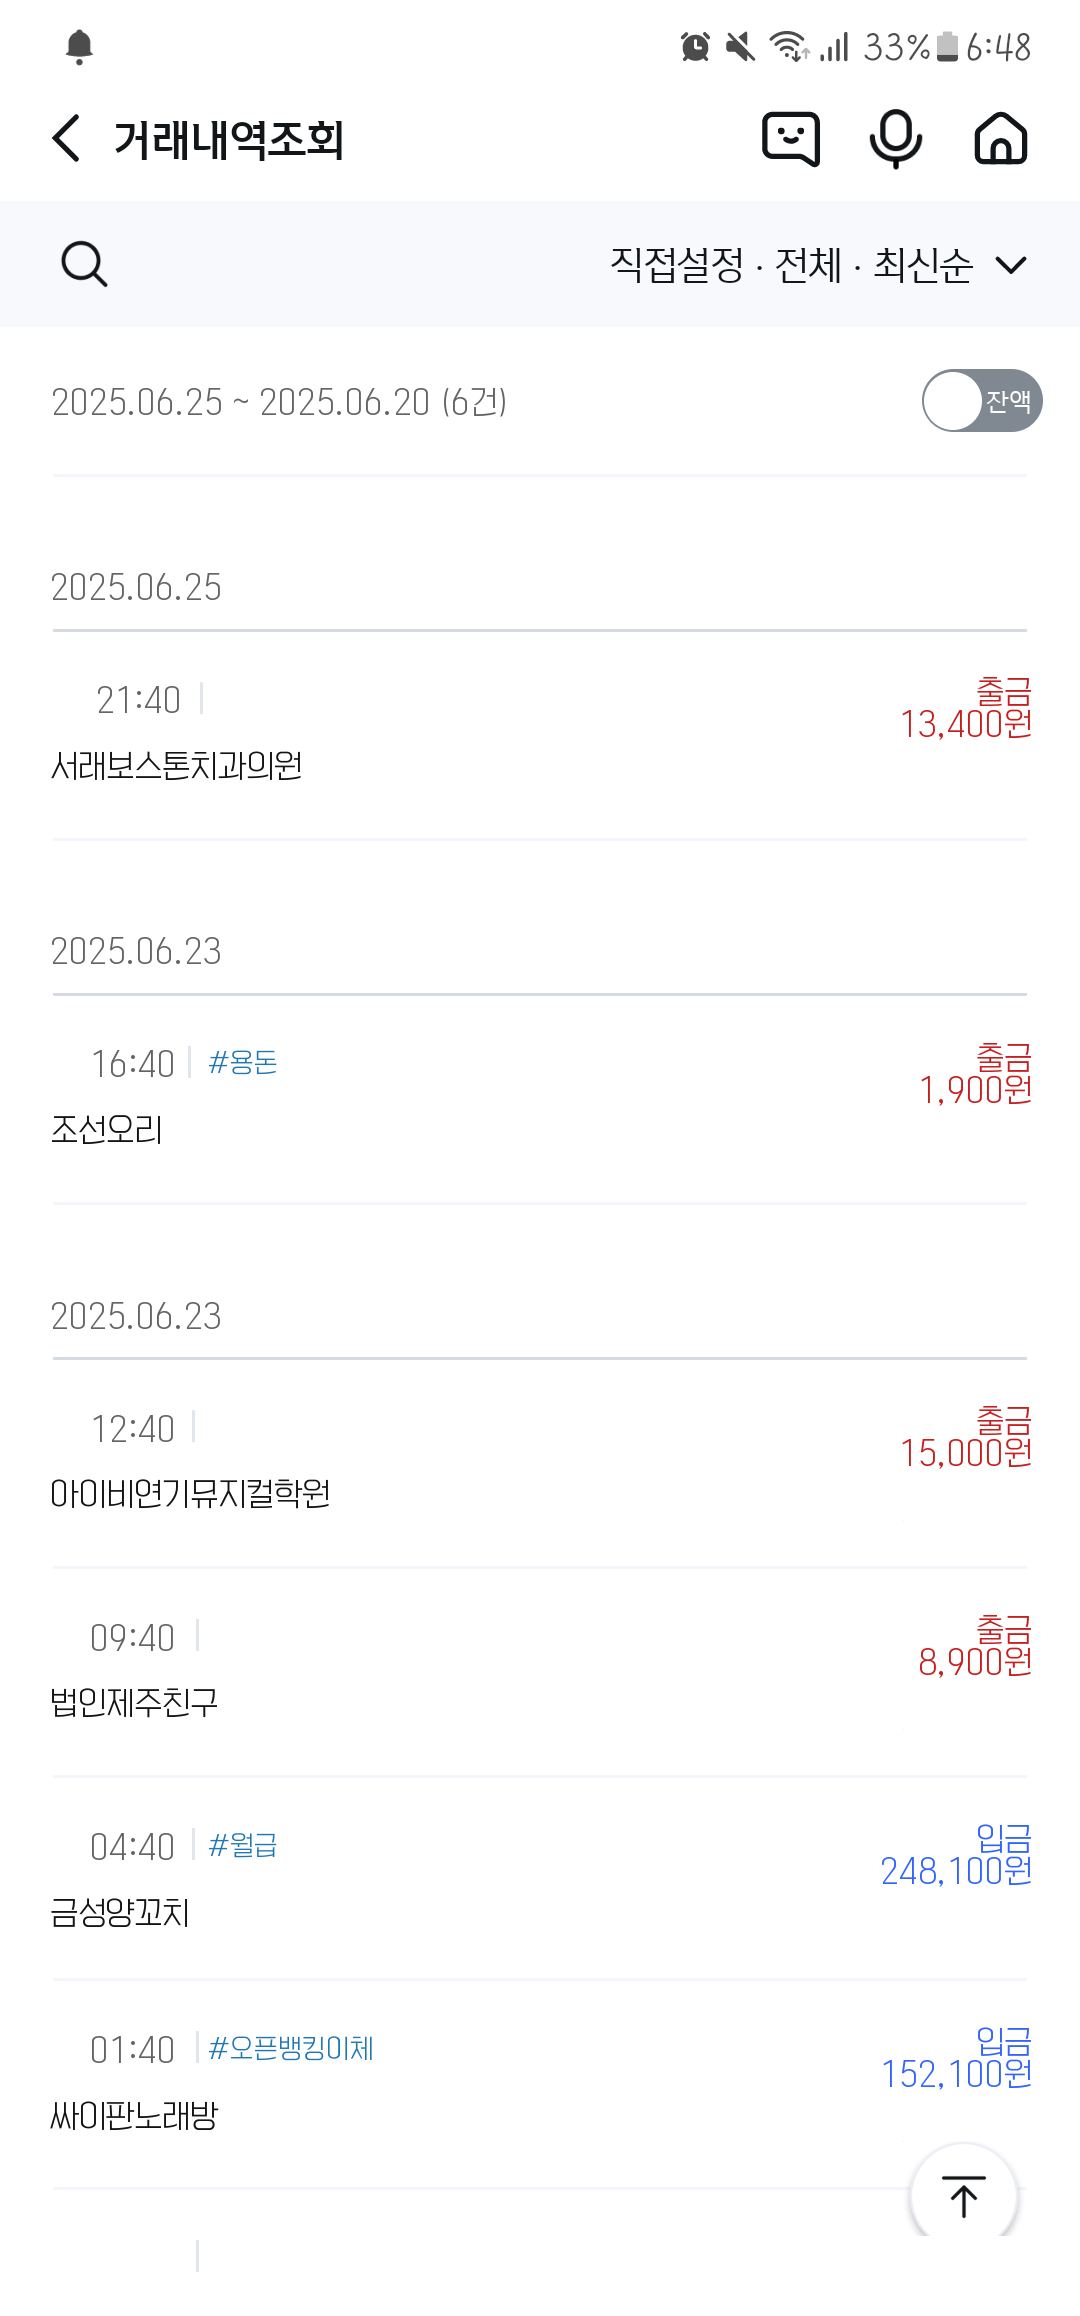 33% 6:48
거래내역조회
직접설정 · 전체 · 최신순
2025.06.25 ~ 2025.06.20 (6건)
잔액
2025.06.25
21:40
출금
13,400원
서래보스톤치과의원
2025.06.23
16:40 #용돈
출금
1,900원
조선오리
2025.06.23
12:40
출금
15,000원
아이비연기뮤지컬학원
09:40
출금
8,900원
법인제주친구
04:40 #월급
입금
248,100원
금성양꼬치
01:40 #오픈뱅킹이체
입금
152,100원
싸이판노래방